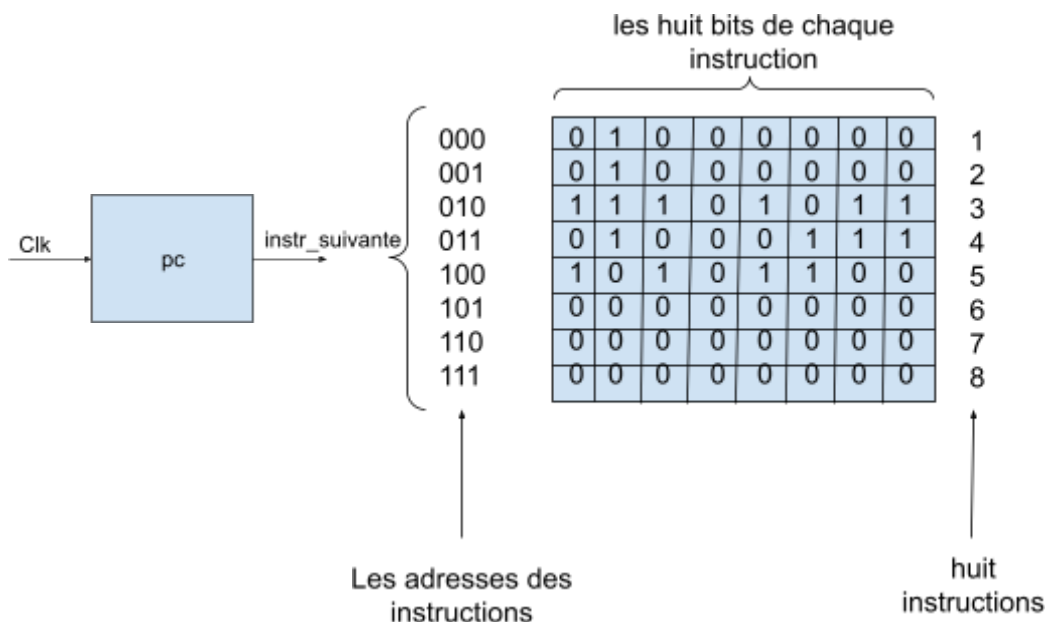 les huit bits de chaque
instruction
000 0 1 0 0 0 0 0 0 1
001 0 1 0 0 0 0 0 0 2
010 1 1 1 0 1 0 1 1 3
011 0 1 0 0 0 1 1 1 4
100 1 0 1 0 1 1 0 0 5
101 0 0 0 0 0 0 0 0 6
110 0 0 0 0 0 0 0 0 7
111 0 0 0 0 0 0 0 0 8
Clk
pc
instr_suivante
Les adresses des
instructions
huit
instructions